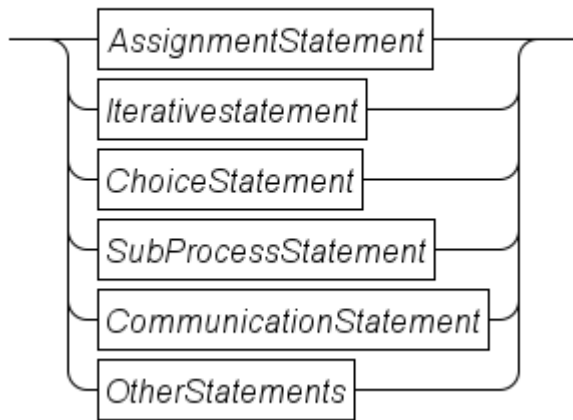 AssignmentStatement
Iterativestatement
ChoiceStatement
SubProcessStatement
CommunicationStatement
OtherStatements